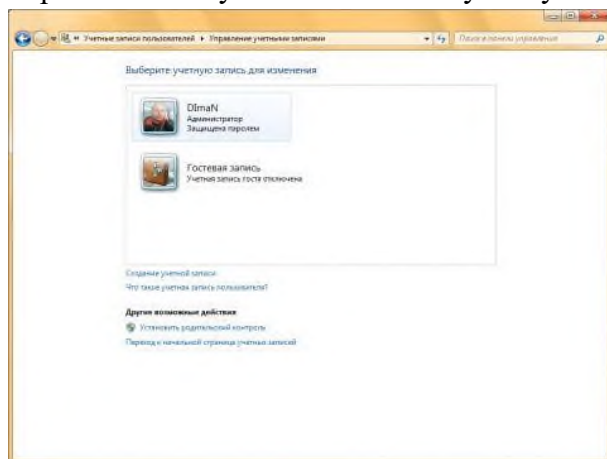 « Учетные записи пользователей ▸ Управление учетными записями
Поиск в панели управления
Выберите учетную запись для изменения
DImaN
Администратор
Защищена паролем
Гостевая запись
Учетная запись гостя отключена
Создание учетной записи
Что такое учетная запись пользователя?
Другие возможные действия
Установить родительский контроль
Переход к начальной странице учетных записей